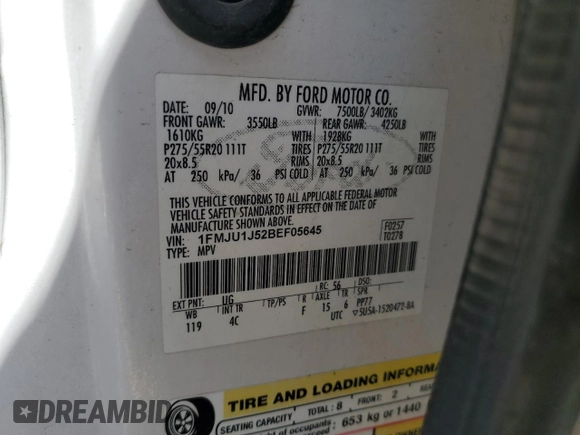 MFD. BY FORD MOTOR CO.
DATE: 09/10 GVWR: 7500LB/ 3402KG
FRONT GAWR: 3550LB REAR GAWR: 4250LB
1610KG WITH 1928KG WITH
P275/55R20 111T TIRES P275/55R20 111T TIRES
20x8.5 RIMS 20x8.5 RIMS
AT 250 kPa/ 36 PSI COLD AT 250 kPa/ 36 PSI COLD
THIS VEHICLE CONFORMS TO ALL APPLICABLE FEDERAL MOTOR
VEHICLE SAFETY STANDARDS IN EFFECT ON THE DATE OF
MANUFACTURE SHOWN ABOVE.
VIN: 1FMJU1J52BEF05645 F0257
TYPE: MPV T0278
EXT PNT: UG RC: 56 DSO:
WB INT TR TP/PS R AXLE TR SPR
119 4C F 15 6 PP77
UTC 5U5A-1520472-BA
TIRE AND LOADING INFORMA
SEATING CAPACITY TOTAL: 8 FRONT: 2 REA
of occupants 653 kg or 1440
DREAMBID